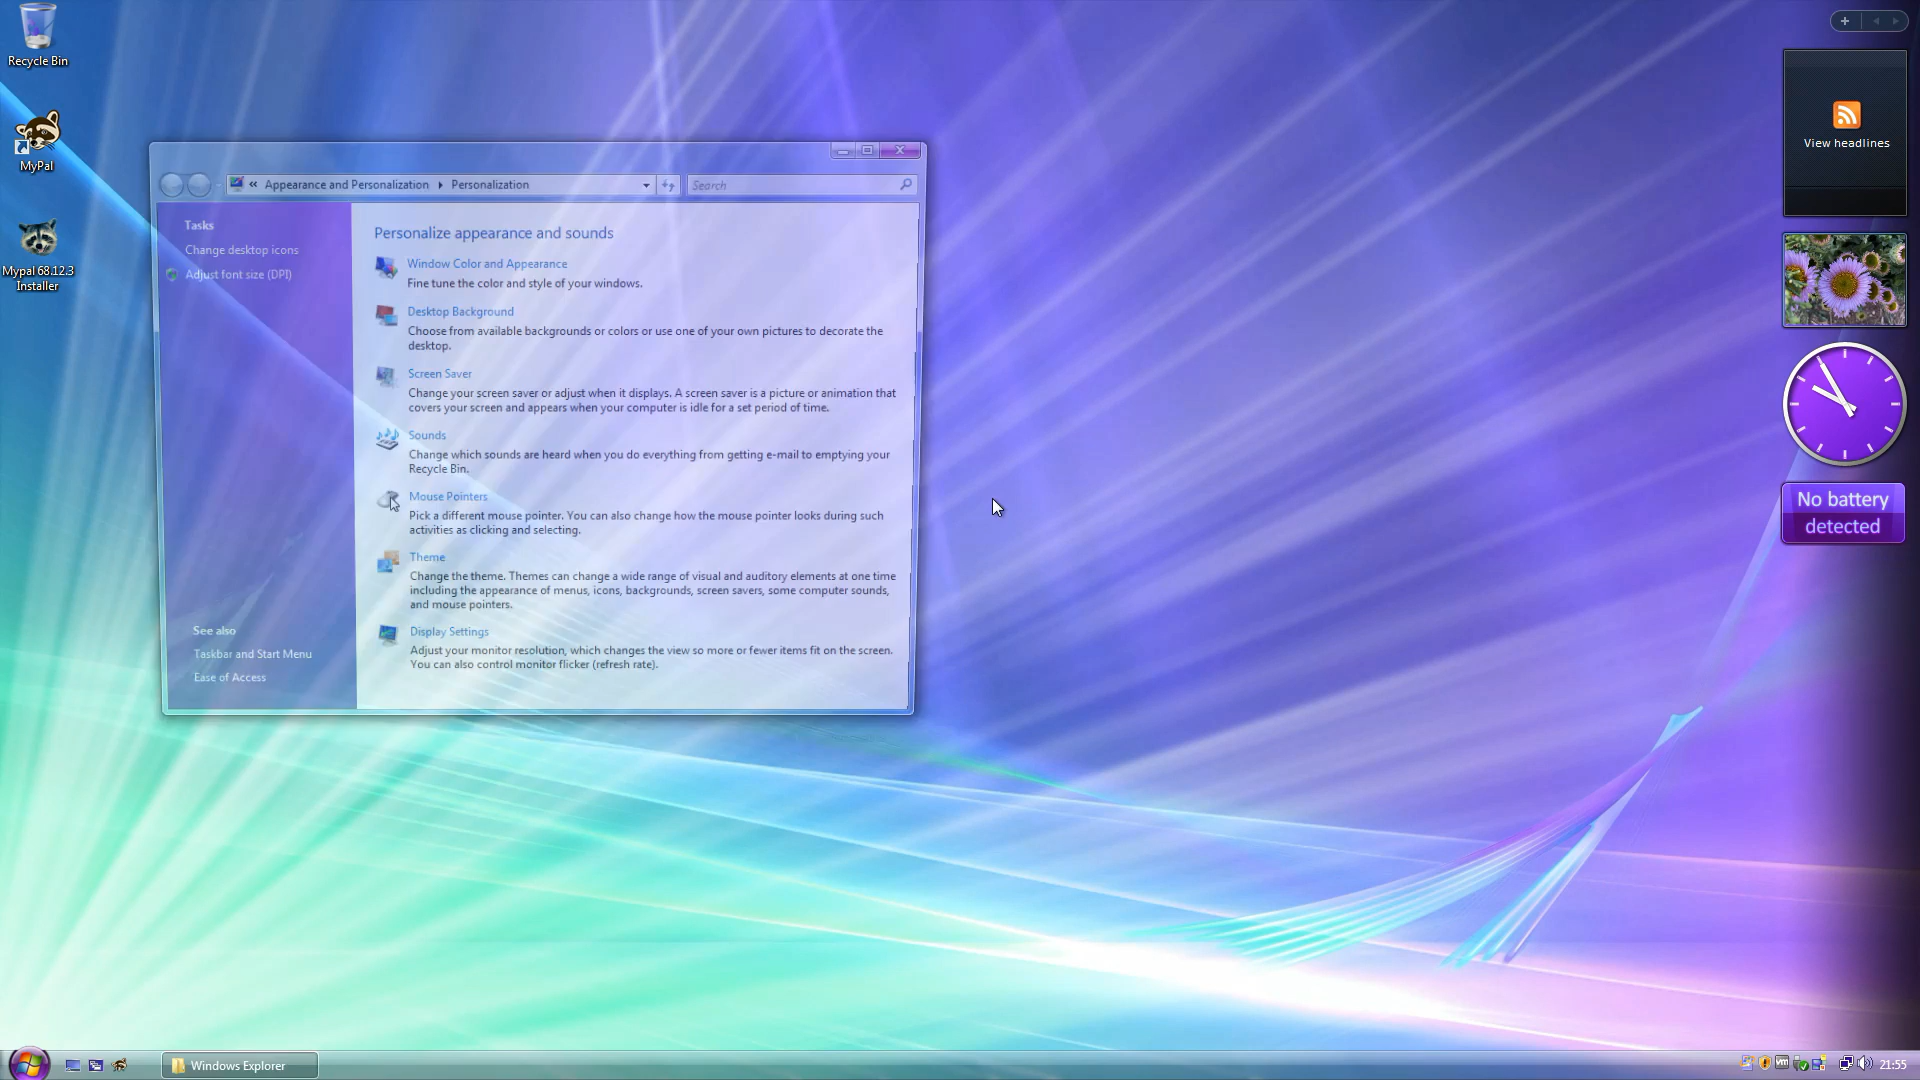 Recycle Bin
MyPal
Mypal 68.12.3
Installer
Appearance and Personalization
Personalization
Search
Tasks
Change desktop icons
Adjust font size (DPI)
See also
Taskbar and Start Menu
Ease of Access
Personalize appearance and sounds
Window Color and Appearance
Fine tune the color and style of your windows.
Desktop Background
Choose from available backgrounds or colors or use one of your own pictures to decorate the
desktop.
Screen Saver
Change your screen saver or adjust when it displays. A screen saver is a picture or animation that
covers your screen and appears when your computer is idle for a set period of time.
Sounds
Change which sounds are heard when you do everything from getting e-mail to emptying your
Recycle Bin.
Mouse Pointers
Pick a different mouse pointer. You can also change how the mouse pointer looks during such
activities as clicking and selecting.
Theme
Change the theme. Themes can change a wide range of visual and auditory elements at one time
including the appearance of menus, icons, backgrounds, screen savers, some computer sounds,
and mouse pointers.
Display Settings
Adjust your monitor resolution, which changes the view so more or fewer items fit on the screen.
You can also control monitor flicker (refresh rate).
View headlines
No battery
detected
Windows Explorer
vm
21:55